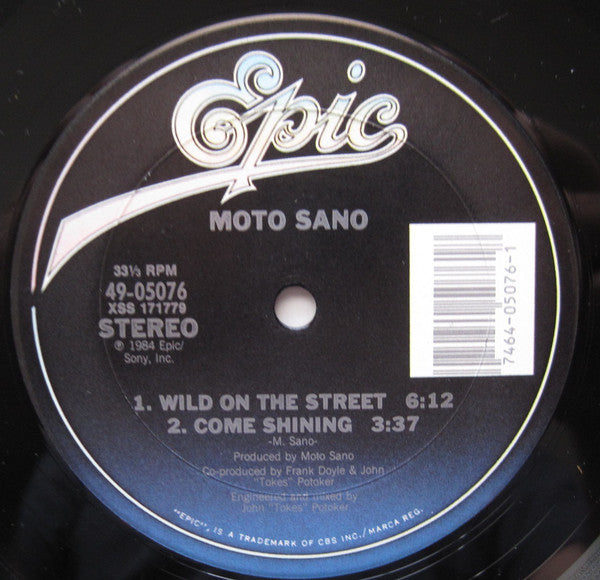 Epic
MOTO SANO
33⅓ RPM
49-05076
XSS 171779
STEREO
℗ 1984 Epic/
Sony, Inc.
7464-05076-1
1. WILD ON THE STREET 6:12
2. COME SHINING 3:37
-M. Sano-
Produced by Moto Sano
Co-produced by Frank Doyle & John
"Tokes" Potoker
Engineered and mixed by
John "Tokes" Potoker
"EPIC", IS A TRADEMARK OF CBS INC./MARCA REG.